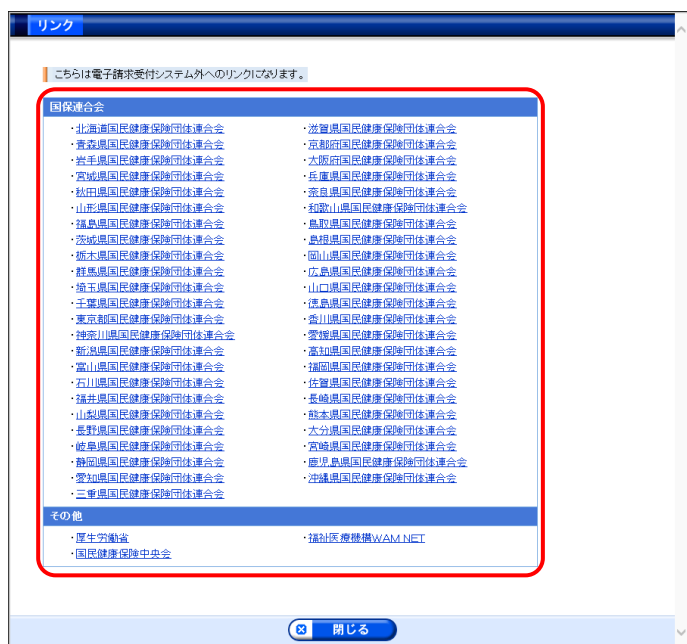 リンク
こちらは電子請求受付システム外へのリンクになります。
国保連合会
・北海道国民健康保険団体連合会
・青森県国民健康保険団体連合会
・岩手県国民健康保険団体連合会
・宮城県国民健康保険団体連合会
・秋田県国民健康保険団体連合会
・山形県国民健康保険団体連合会
・福島県国民健康保険団体連合会
・茨城県国民健康保険団体連合会
・栃木県国民健康保険団体連合会
・群馬県国民健康保険団体連合会
・埼玉県国民健康保険団体連合会
・千葉県国民健康保険団体連合会
・東京都国民健康保険団体連合会
・神奈川県国民健康保険団体連合会
・新潟県国民健康保険団体連合会
・富山県国民健康保険団体連合会
・石川県国民健康保険団体連合会
・福井県国民健康保険団体連合会
・山梨県国民健康保険団体連合会
・長野県国民健康保険団体連合会
・岐阜県国民健康保険団体連合会
・静岡県国民健康保険団体連合会
・愛知県国民健康保険団体連合会
・三重県国民健康保険団体連合会
・滋賀県国民健康保険団体連合会
・京都府国民健康保険団体連合会
・大阪府国民健康保険団体連合会
・兵庫県国民健康保険団体連合会
・奈良県国民健康保険団体連合会
・和歌山県国民健康保険団体連合会
・鳥取県国民健康保険団体連合会
・島根県国民健康保険団体連合会
・岡山県国民健康保険団体連合会
・広島県国民健康保険団体連合会
・山口県国民健康保険団体連合会
・徳島県国民健康保険団体連合会
・香川県国民健康保険団体連合会
・愛媛県国民健康保険団体連合会
・高知県国民健康保険団体連合会
・福岡県国民健康保険団体連合会
・佐賀県国民健康保険団体連合会
・長崎県国民健康保険団体連合会
・熊本県国民健康保険団体連合会
・大分県国民健康保険団体連合会
・宮崎県国民健康保険団体連合会
・鹿児島県国民健康保険団体連合会
・沖縄県国民健康保険団体連合会
その他
・厚生労働省
・国民健康保険中央会
・福祉医療機構WAM NET
閉じる